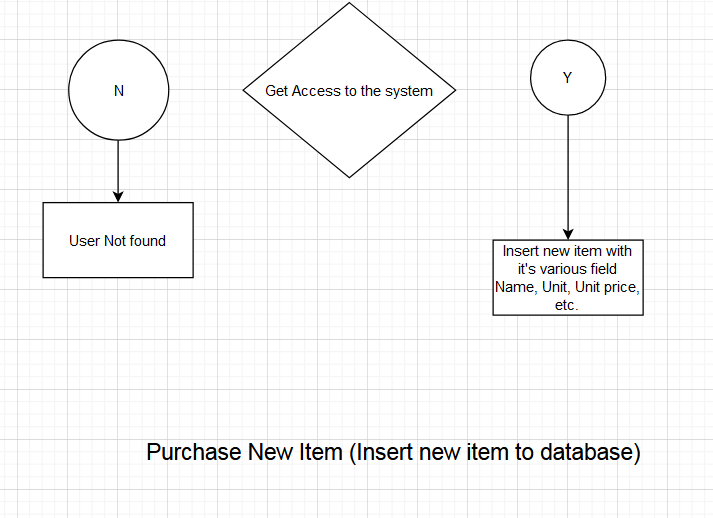 N
Get Access to the system
Y
User Not found
Insert new item with
it's various field
Name, Unit, Unit price,
etc.
Purchase New Item (Insert new item to database)